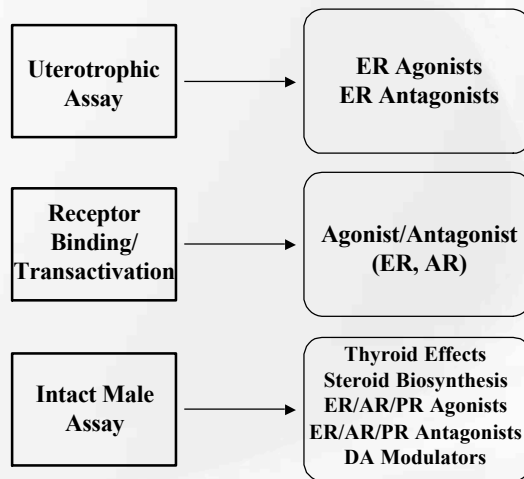 Uterotrophic
Assay
ER Agonists
ER Antagonists
Receptor
Binding/
Transactivation
Agonist/Antagonist
(ER, AR)
Intact Male
Assay
Thyroid Effects
Steroid Biosynthesis
ER/AR/PR Agonists
ER/AR/PR Antagonists
DA Modulators